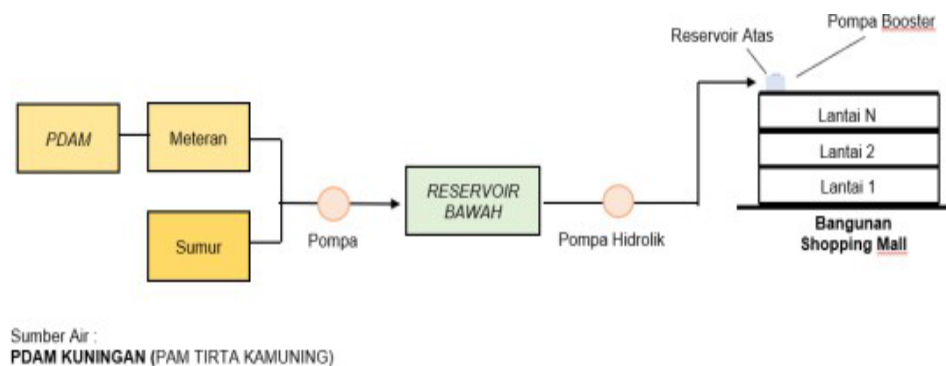 Pompa Booster
Reservoir Atas
PDAM
Meteran
Sumur
Pompa
RESERVOIR
BAWAH
Pompa Hidrolik
Lantai N
Lantai 2
Lantai 1
Bangunan
Shopping Mall
Sumber Air :
PDAM KUNINGAN (PAM TIRTA KAMUNING)